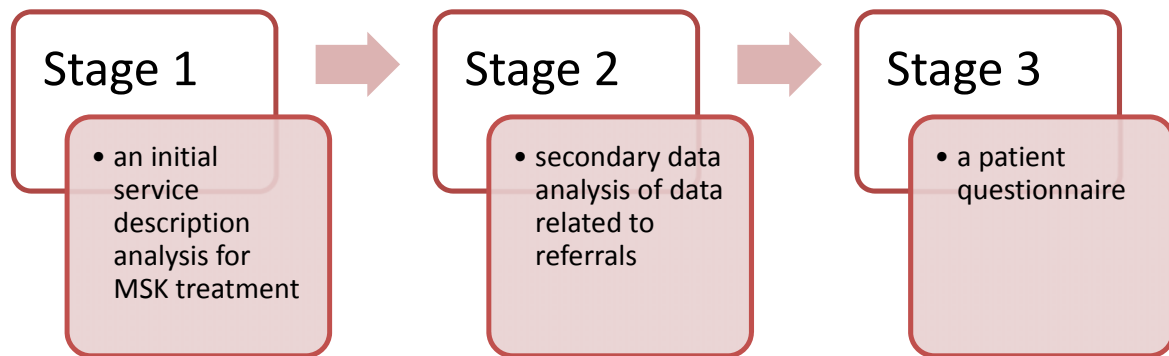 Stage 1
• an initial
service
description
analysis for
MSK treatment
Stage 2
• secondary data
analysis of data
related to
referrals
Stage 3
• a patient
questionnaire